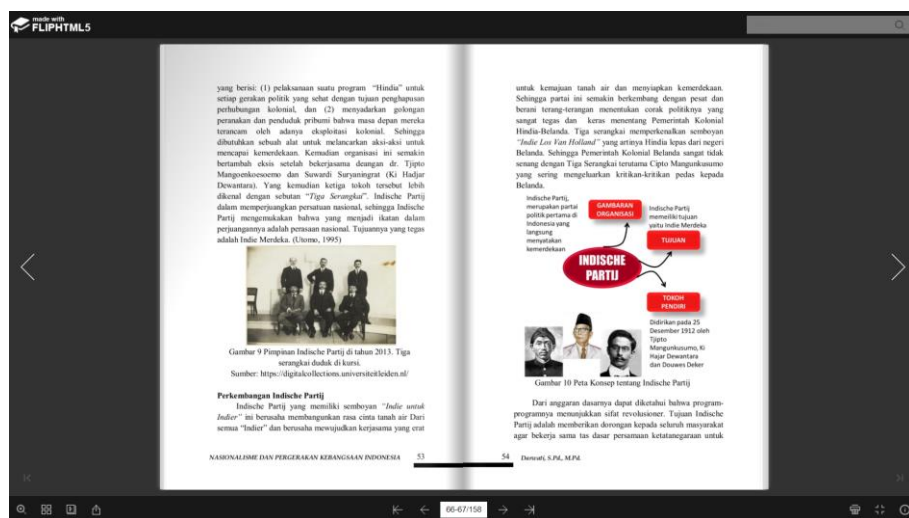 made with
FLIPHTML5
yang berisi: (1) pelaksanaan suatu program "Hindia" untuk
setiap gerakan politik yang sehat dengan tujuan penghapusan
perhubungan kolonial, dan (2) menyadarkan golongan
peranakan dan penduduk pribumi bahwa masa depan mereka
terancam oleh adanya eksploitasi kolonial. Sehingga
dibutuhkan sebuah alat untuk melancarkan aksi-aksi untuk
mencapai kemerdekaan. Kemudian organisasi ini semakin
bertambah eksis setelah bekerjasama deangan dr. Tjipto
Mangoenkoesoemo dan Suwardi Suryaningrat (Ki Hadjar
Dewantara). Yang kemudian ketiga tokoh tersebut lebih
dikenal dengan sebutan "Tiga Serangkai". Indische Partij
dalam memperjuangkan persatuan nasional, sehingga Indische
Partij mengemukakan bahwa yang menjadi ikatan dalam
perjuangannya adalah perasaan nasional. Tujuannya yang tegas
adalah Indie Merdeka. (Utomo, 1995)
Gambar 9 Pimpinan Indische Partij di tahun 2013. Tiga
serangkai duduk di kursi.
Sumber: https://digitalcollections.universiteitleiden.nl/
Perkembangan Indische Partij
Indische Partij yang memiliki semboyan "Indie untuk
Indier" ini berusaha membangunkan rasa cinta tanah air Dari
semua "Indier" dan berusaha mewujudkan kerjasama yang erat
NASIONALISME DAN PERGERAKAN KEBANGSAAN INDONESIA 53
untuk kemajuan tanah air dan menyiapkan kemerdekaan.
Sehingga partai ini semakin berkembang dengan pesat dan
berani terang-terangan menentukan corak politiknya yang
sangat tegas dan keras menentang Pemerintah Kolonial
Hindia-Belanda. Tiga serangkai memperkenalkan semboyan
"Indie Los Van Holland" yang artinya Hindia lepas dari negeri
Belanda. Sehingga Pemerintah Kolonial Belanda sangat tidak
senang dengan Tiga Serangkai terutama Cipto Mangunkusumo
yang sering mengeluarkan kritikan-kritikan pedas kepada
Belanda.
Indische Partij,
merupakan partai
politik pertama di
Indonesia yang
langsung
menyatakan
kemerdekaan
GAMBARAN
ORGANISASI
Indische Partij
memeiliki tujuan
yaitu Indie Merdeka
TUJUAN
INDISCHE
PARTIJ
TOKOH
PENDIRI
Didirikan pada 25
Desember 1912 oleh
Tjipto
Mangunkusumo, Ki
Hajar Dewantara
dan Douwes Deker
Gambar 10 Peta Konsep tentang Indische Partij
Dari anggaran dasarnya dapat diketahui bahwa program-
programnya menunjukkan sifat revolusioner. Tujuan Indische
Partij adalah memberikan dorongan kepada seluruh masyarakat
agar bekerja sama tas dasar persamaan ketatanegaraan untuk
54 Darwati, S.Pd., M.Pd.
66-67/158